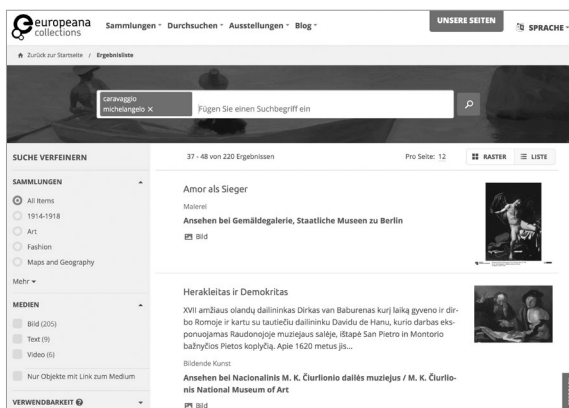 europeana
collections
Sammlungen Durchsuchen Ausstellungen Blog
UNSERE SEITEN
SPRACHE
Zurück zur Startseite / Ergebnisliste
caravaggio
michelangelo ×
Fügen Sie einen Suchbegriff ein
SUCHE VERFEINERN
37 - 48 von 220 Ergebnissen
Pro Seite: 12
RASTER
LISTE
SAMMLUNGEN
All Items
1914-1918
Art
Fashion
Maps and Geography
Mehr
MEDIEN
Bild (205)
Text (9)
Video (6)
Nur Objekte mit Link zum Medium
VERWENDBARKEIT
Amor als Sieger
Malerei
Ansehen bei Gemäldegalerie, Staatliche Museen zu Berlin
Bild
Herakleitas ir Demokritas
XVII amžiaus olandų dailininkas Dirkas van Baburenas kurį laiką gyveno ir dir-
bo Romoje ir kartu su tautiečiu dailininku Davidu de Hanu, kurio darbas eks-
ponuojamas Raudonojoje muziejaus salėje, ištapė San Pietro in Montorio
bažnyčios Pietos koplyčią. Apie 1620 metus jis...
Bildende Kunst
Ansehen bei Nacionalinis M. K. Čiurlionio dailės muziejus / M. K. Čiurlio-
nis National Museum of Art
Bild